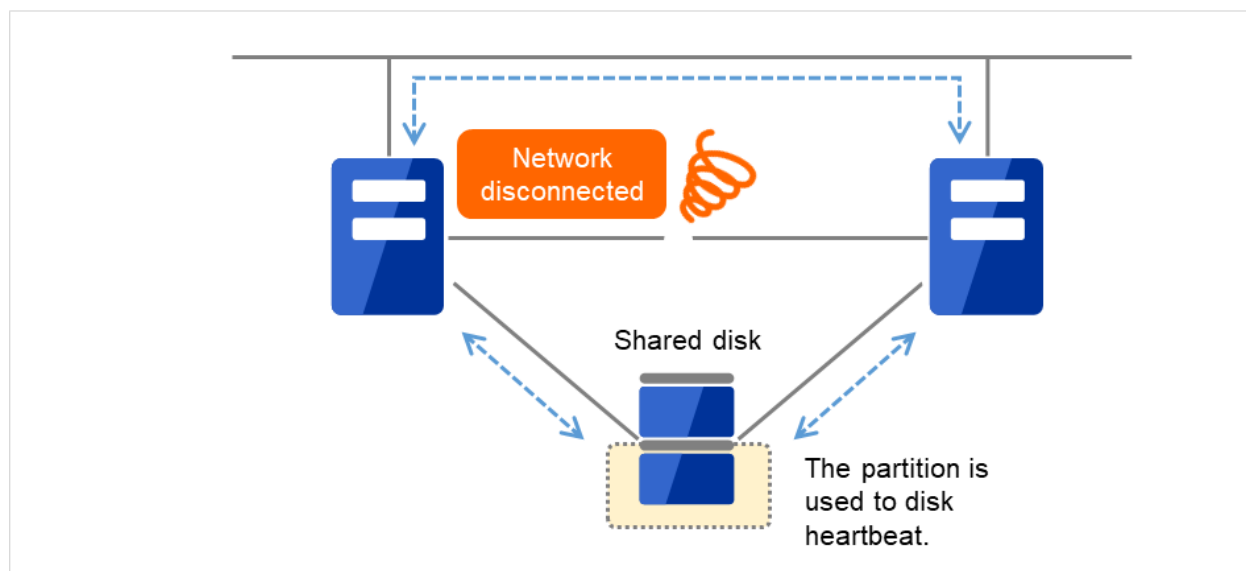 Network
disconnected
Shared disk
The partition is
used to disk
heartbeat.